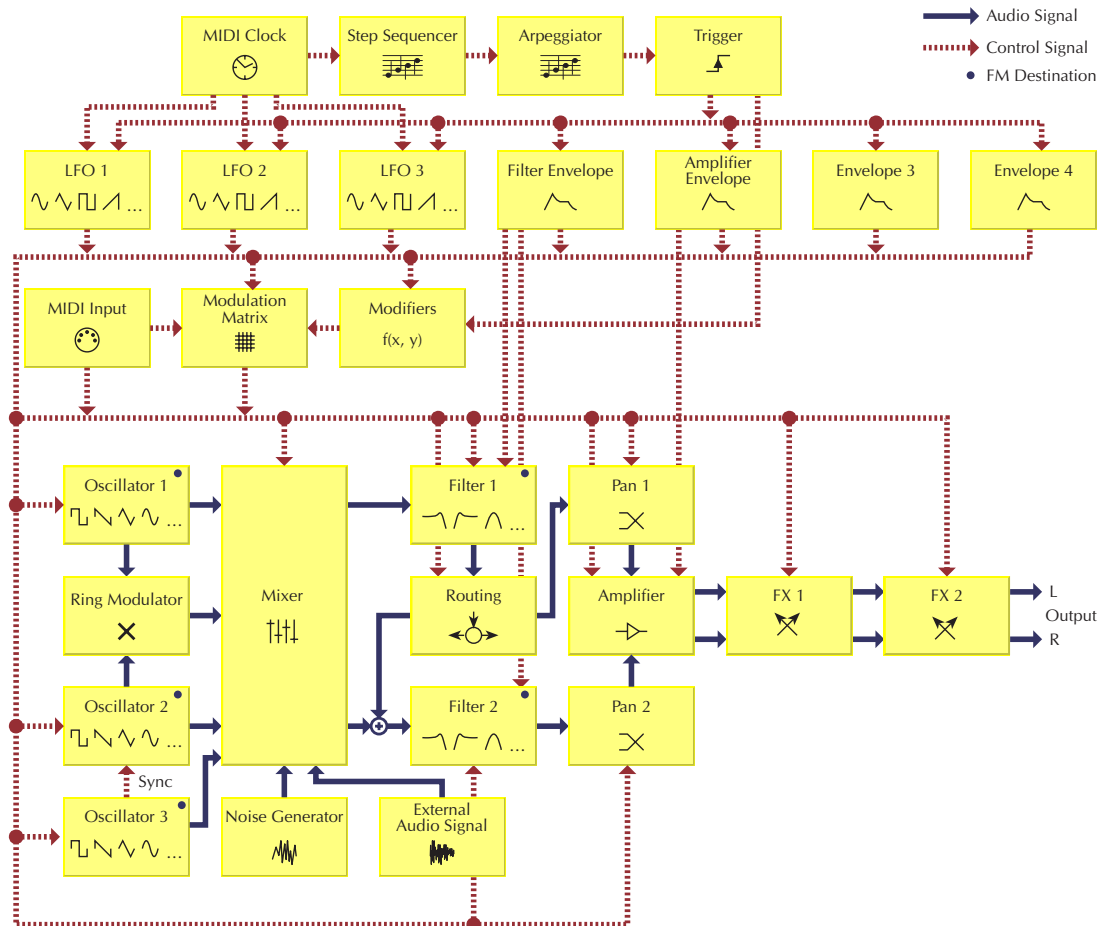 MIDI Clock
Step Sequencer
Arpeggiator
Trigger
Audio Signal
Control Signal
FM Destination
LFO 1
...
LFO 2
...
LFO 3
...
Filter Envelope
Amplifier
Envelope
Envelope 3
Envelope 4
MIDI Input
Modulation
Matrix
Modifiers
f(x, y)
Oscillator 1
...
Mixer
Filter 1
...
Pan 1
Ring Modulator
Routing
Amplifier
FX 1
FX 2
L
Output
R
Oscillator 2
...
Filter 2
...
Pan 2
Sync
Oscillator 3
...
Noise Generator
External
Audio Signal